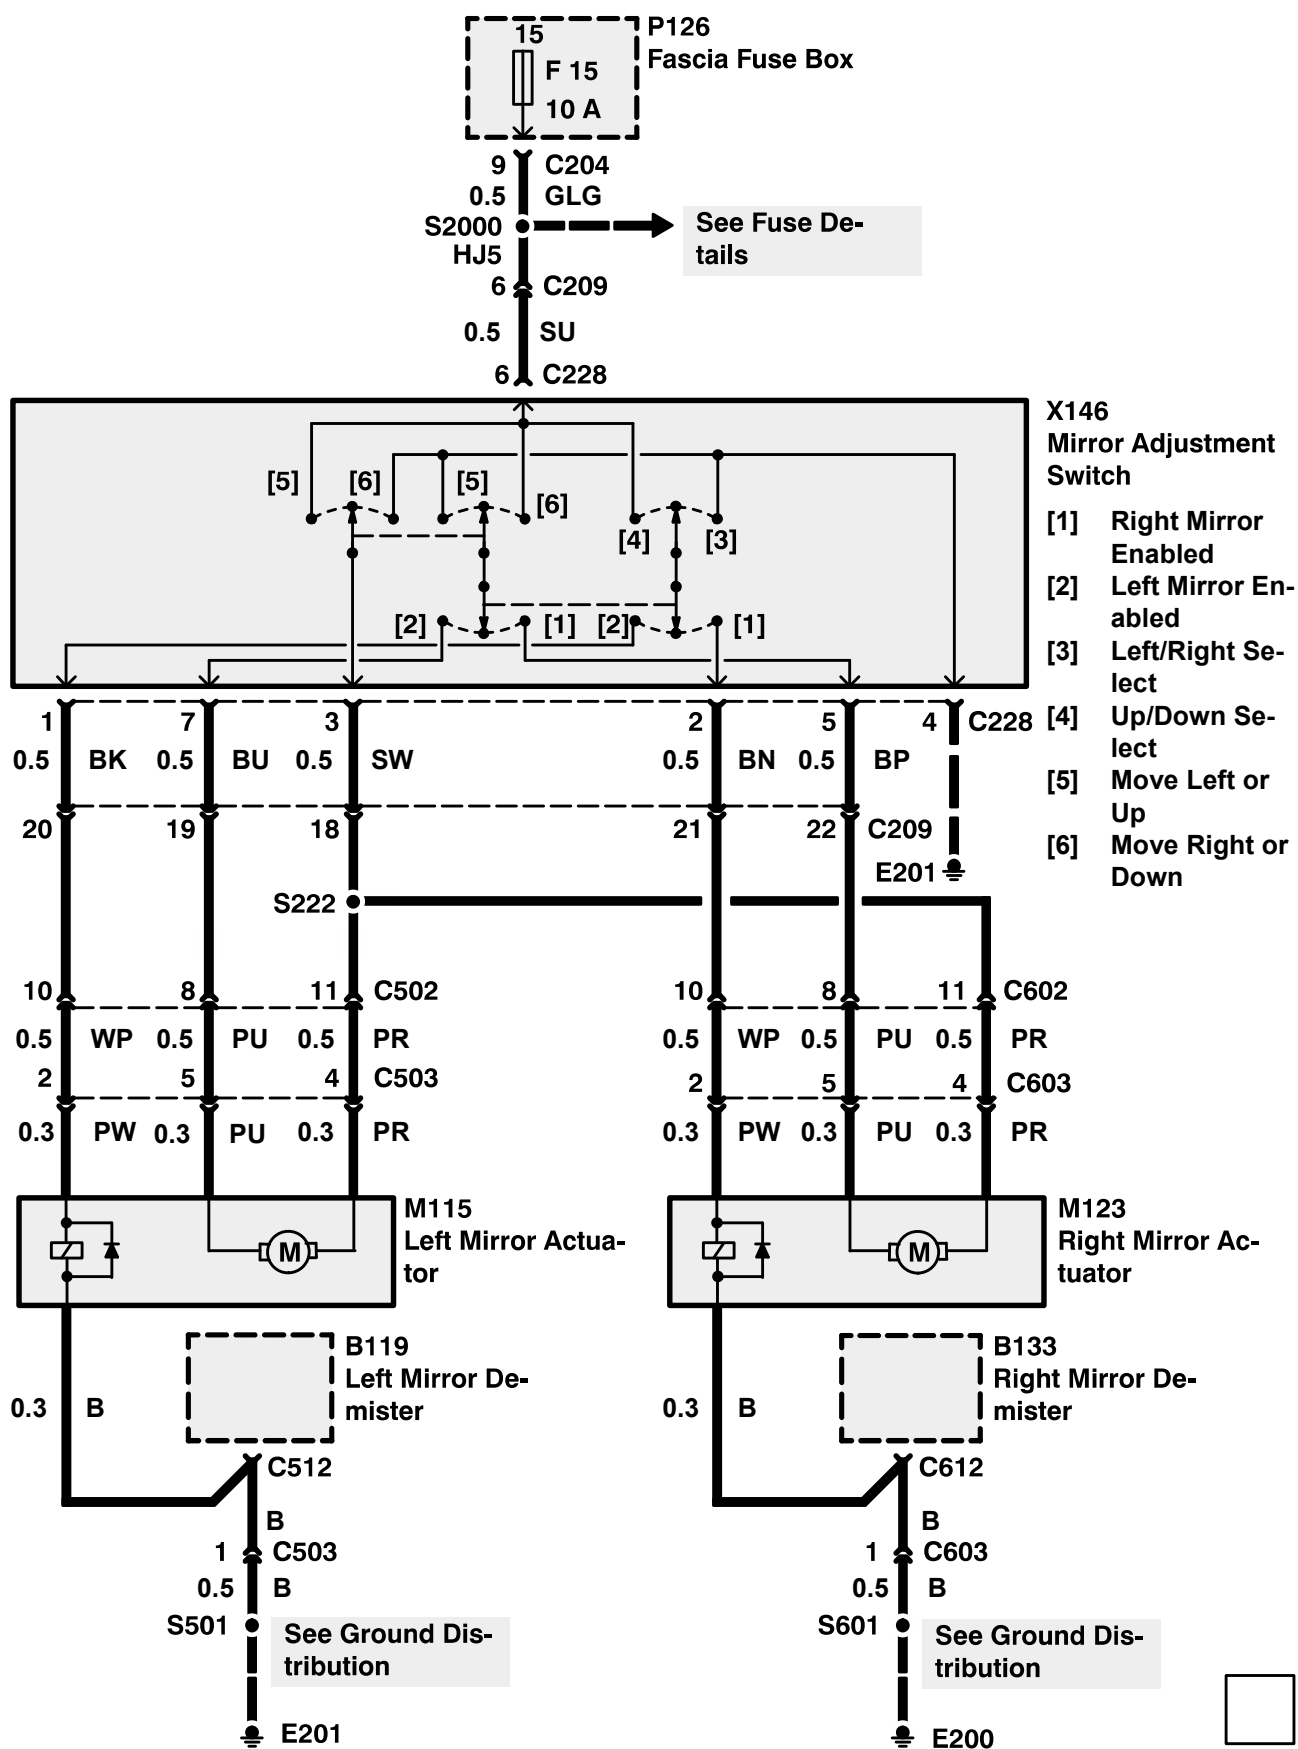 15
P126
Fascia Fuse Box
F 15
10 A
9 C204
0.5 GLG
S2000
HJ5
See Fuse De-
tails
6 C209
0.5 SU
6 C228
X146
Mirror Adjustment
Switch
[5] [6] [5] [6] [4] [3]
[2] [1] [2] [1]
[1] Right Mirror
Enabled
[2] Left Mirror En-
abled
[3] Left/Right Se-
lect
[4] Up/Down Se-
lect
[5] Move Left or
Up
[6] Move Right or
Down
1 7 3 2 5 4 C228
0.5 BK 0.5 BU 0.5 SW 0.5 BN 0.5 BP
20 19 18 21 22 C209
E201
S222
10 8 11 C502 10 8 11 C602
0.5 WP 0.5 PU 0.5 PR 0.5 WP 0.5 PU 0.5 PR
2 5 4 C503 2 5 4 C603
0.3 PW 0.3 PU 0.3 PR 0.3 PW 0.3 PU 0.3 PR
M
M115
Left Mirror Actua-
tor
M
M123
Right Mirror Ac-
tuator
B119
Left Mirror De-
mister
B133
Right Mirror De-
mister
0.3 B 0.3 B
C512 C612
B B
1 C503 1 C603
0.5 B 0.5 B
S501 S601
See Ground Dis-
tribution
See Ground Dis-
tribution
E201 E200